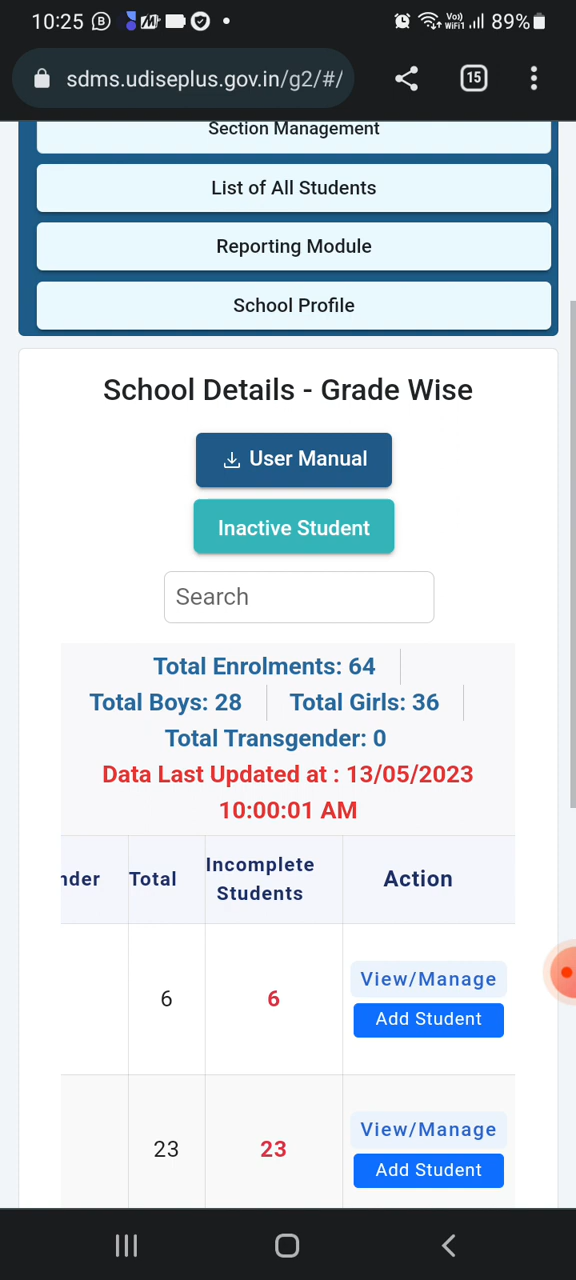 10:25
Vo)) WiFi1
89%
sdms.udiseplus.gov.in/g2/#/
15
Section Management
List of All Students
Reporting Module
School Profile
School Details - Grade Wise
User Manual
Inactive Student
Search
Total Enrolments: 64
Total Boys: 28 Total Girls: 36
Total Transgender: 0
Data Last Updated at : 13/05/2023
10:00:01 AM
nder Total Incomplete Students Action
6 6 View/Manage
Add Student
23 23 View/Manage
Add Student